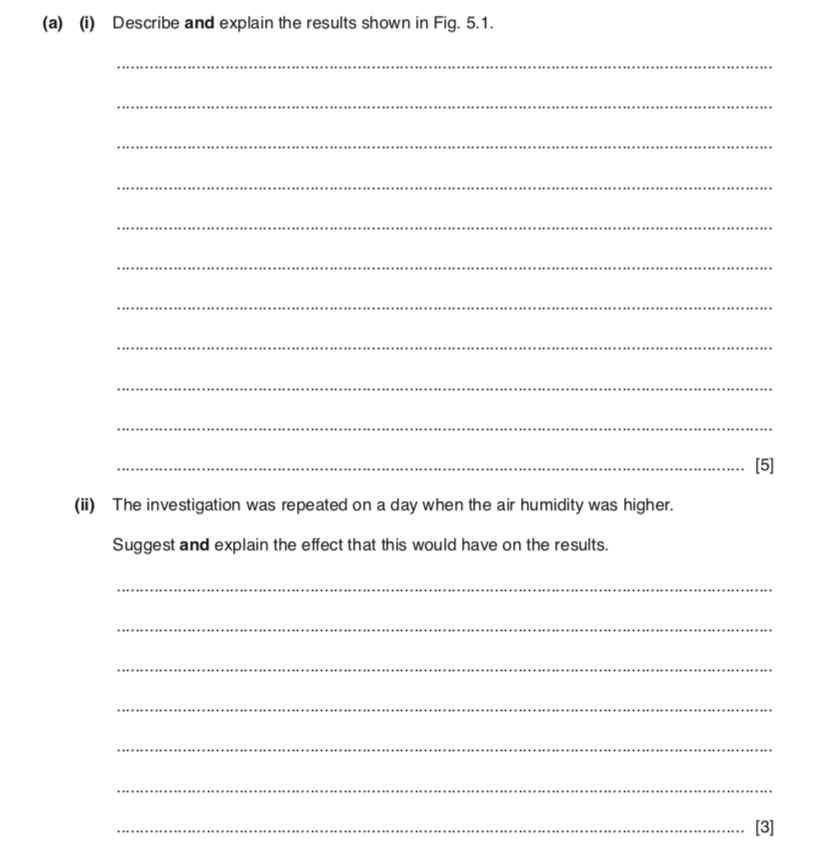 (a) (i) Describe and explain the results shown in Fig. 5.1.
[5]
(ii) The investigation was repeated on a day when the air humidity was higher.
Suggest and explain the effect that this would have on the results.
[3]